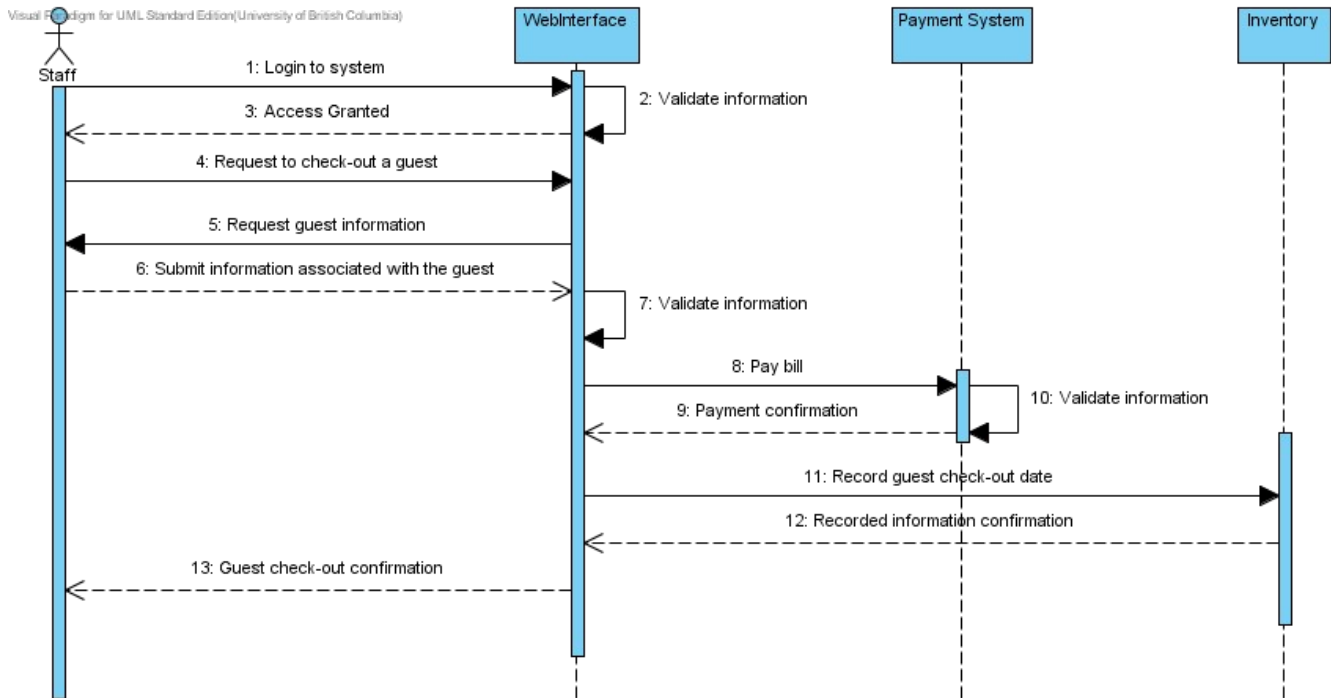 Visual Paradigm for UML Standard Edition(University of British Columbia)
WebInterface
Payment System
Inventory
Staff
1: Login to system
2: Validate information
3: Access Granted
4: Request to check-out a guest
5: Request guest information
6: Submit information associated with the guest
7: Validate information
8: Pay bill
10: Validate information
9: Payment confirmation
11: Record guest check-out date
12: Recorded information confirmation
13: Guest check-out confirmation